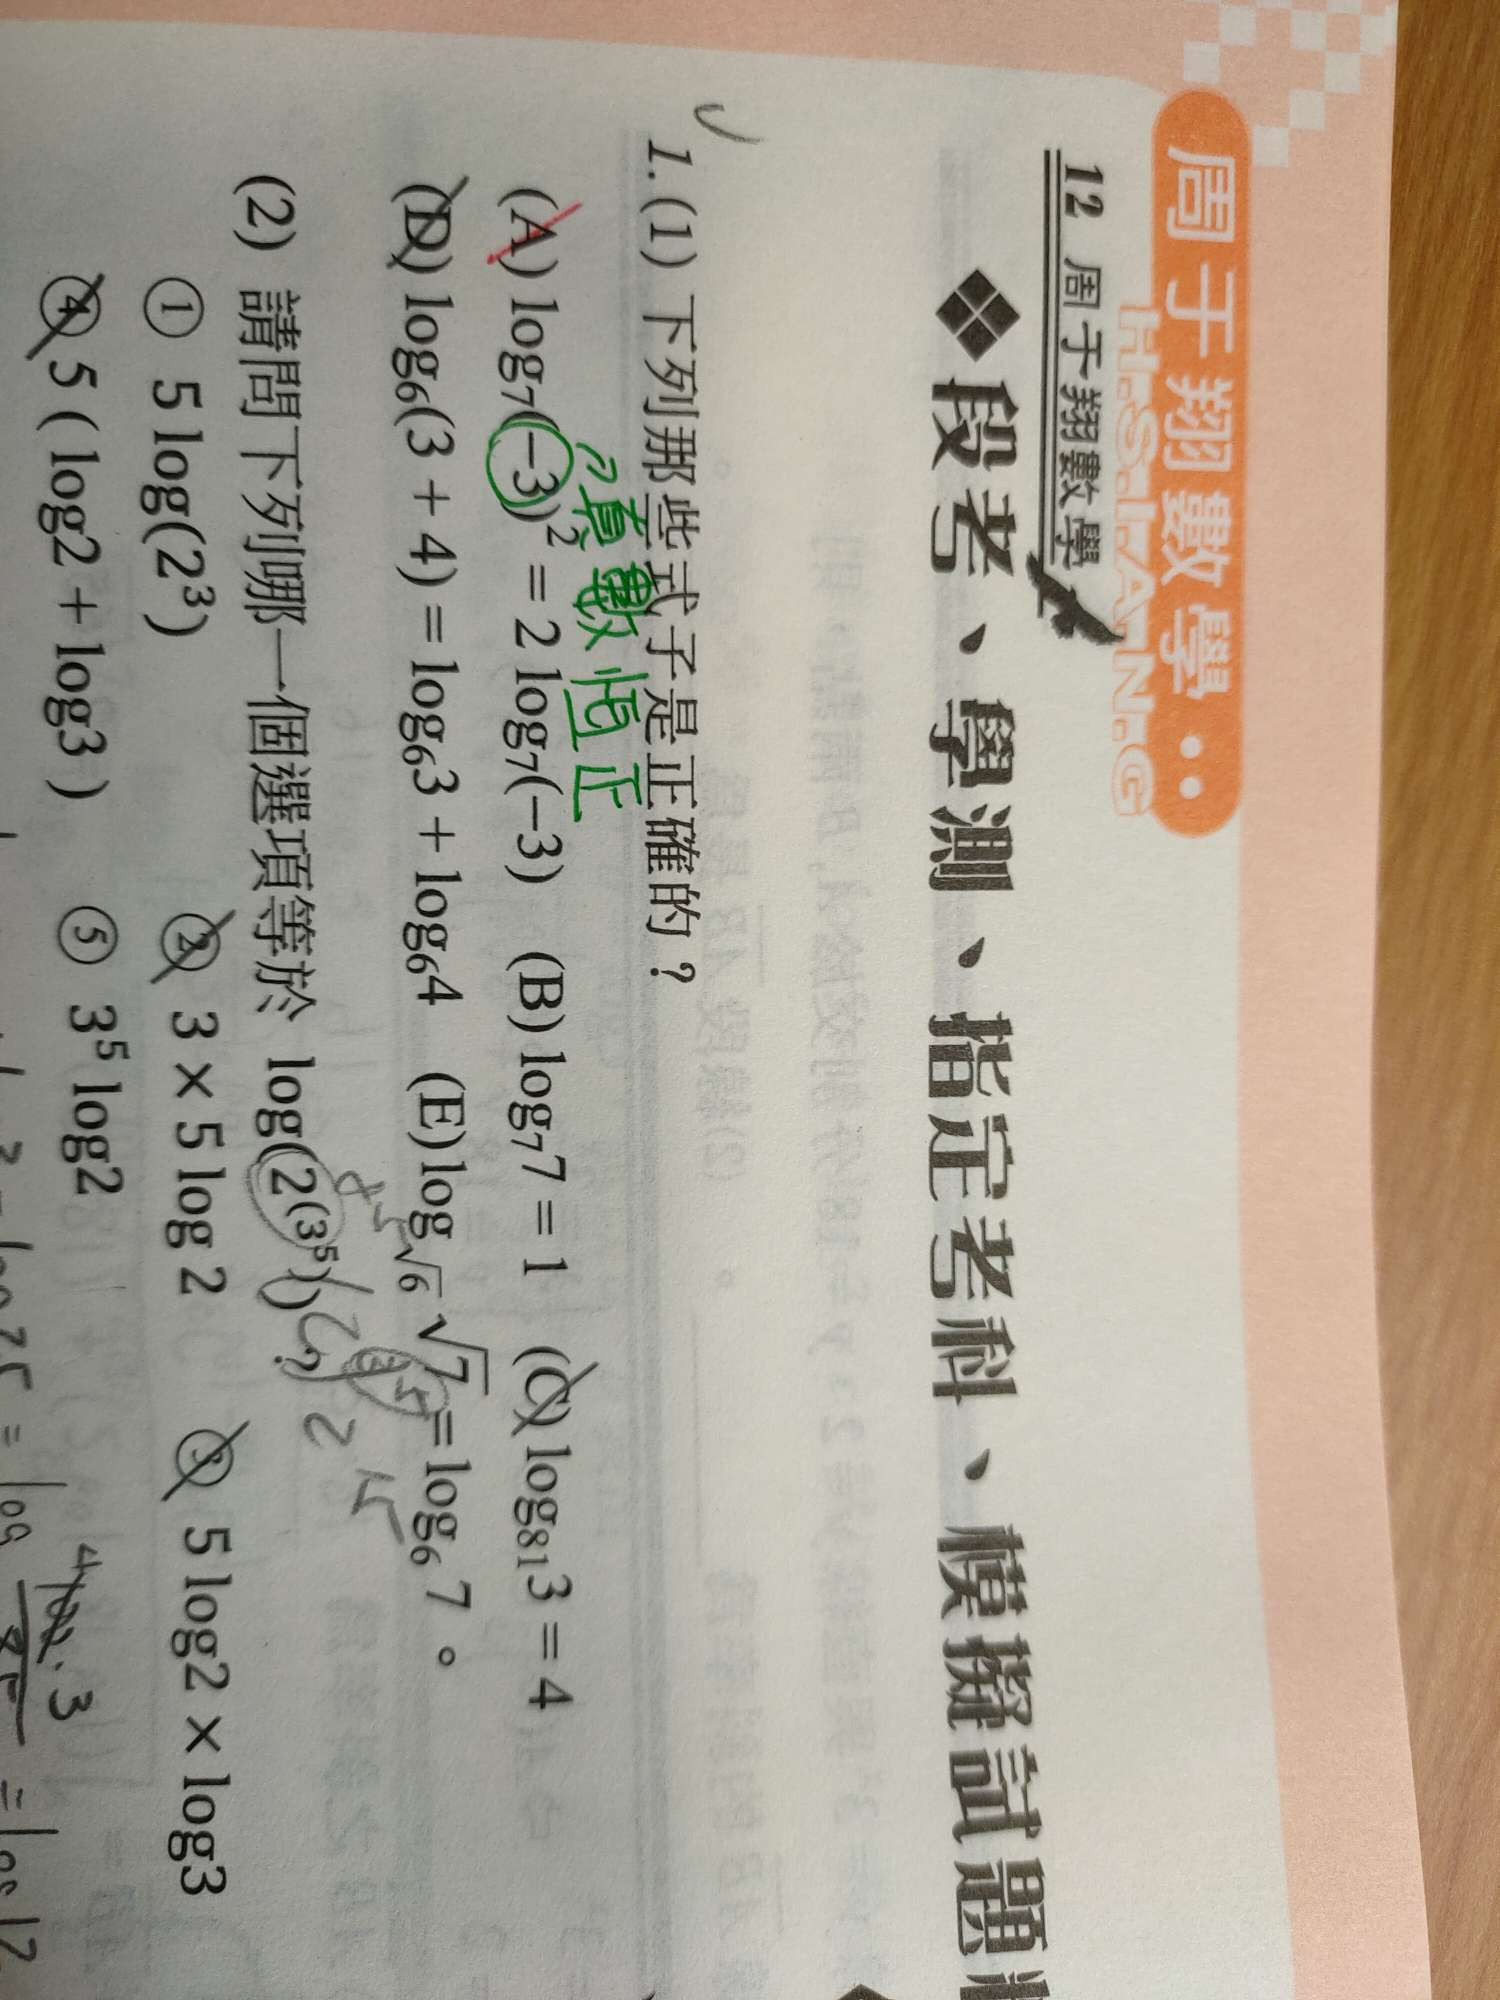 周于翔數學
H.S.I.A.N.G
12 周于翔數學
❖段考、學測、指定考科、模擬試題
1.(1) 下列那些式子是正確的？
真數恆正
(A) log₇(−3)² = 2 log₇(−3) (B) log₇7 = 1 (C) log₈₁3 = 4
(D) log₆(3 + 4) = log₆3 + log₆4 (E) log_√6 √7 = log₆ 7 。
(2) 請問下列哪一個選項等於 log(2^(3⁵))?
① 5 log(2³) ② 3 × 5 log 2 ③ 5 log2 × log3
④ 5 ( log2 + log3 ) ⑤ 3⁵ log2